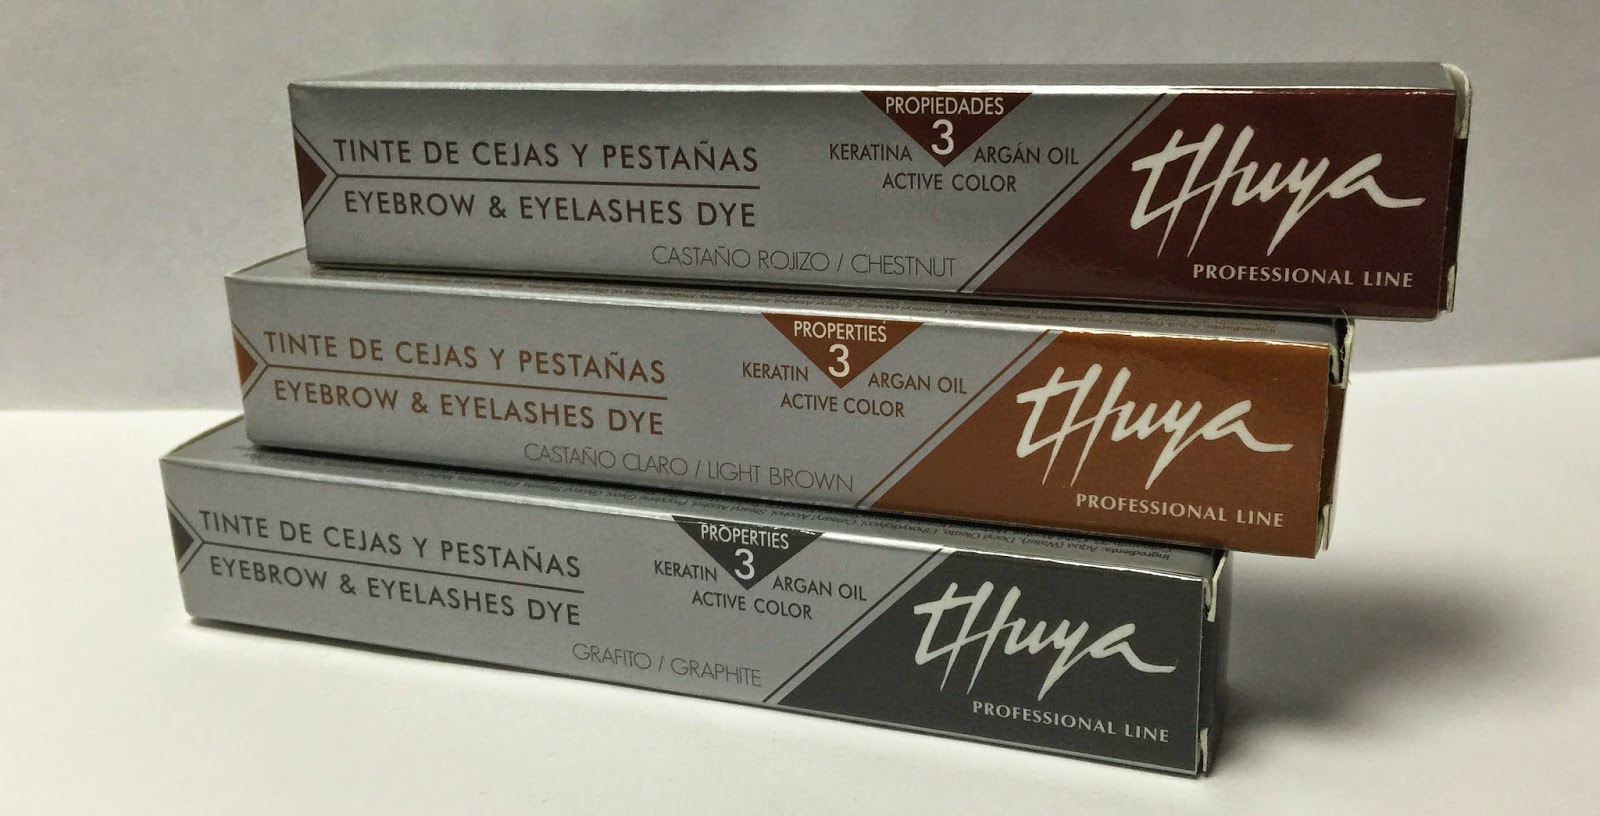 PROPIEDADES
3
TINTE DE CEJAS Y PESTAÑAS
EYEBROW & EYELASHES DYE
KERATINA ARGÁN OIL
ACTIVE COLOR
CASTAÑO ROJIZO / CHESTNUT
tHuya
PROFESSIONAL LINE
PROPERTIES
3
TINTE DE CEJAS Y PESTAÑAS
EYEBROW & EYELASHES DYE
KERATIN ARGAN OIL
ACTIVE COLOR
CASTAÑO CLARO / LIGHT BROWN
tHuya
PROFESSIONAL LINE
PROPERTIES
3
TINTE DE CEJAS Y PESTAÑAS
EYEBROW & EYELASHES DYE
KERATIN ARGAN OIL
ACTIVE COLOR
GRAFITO / GRAPHITE
tHuya
PROFESSIONAL LINE